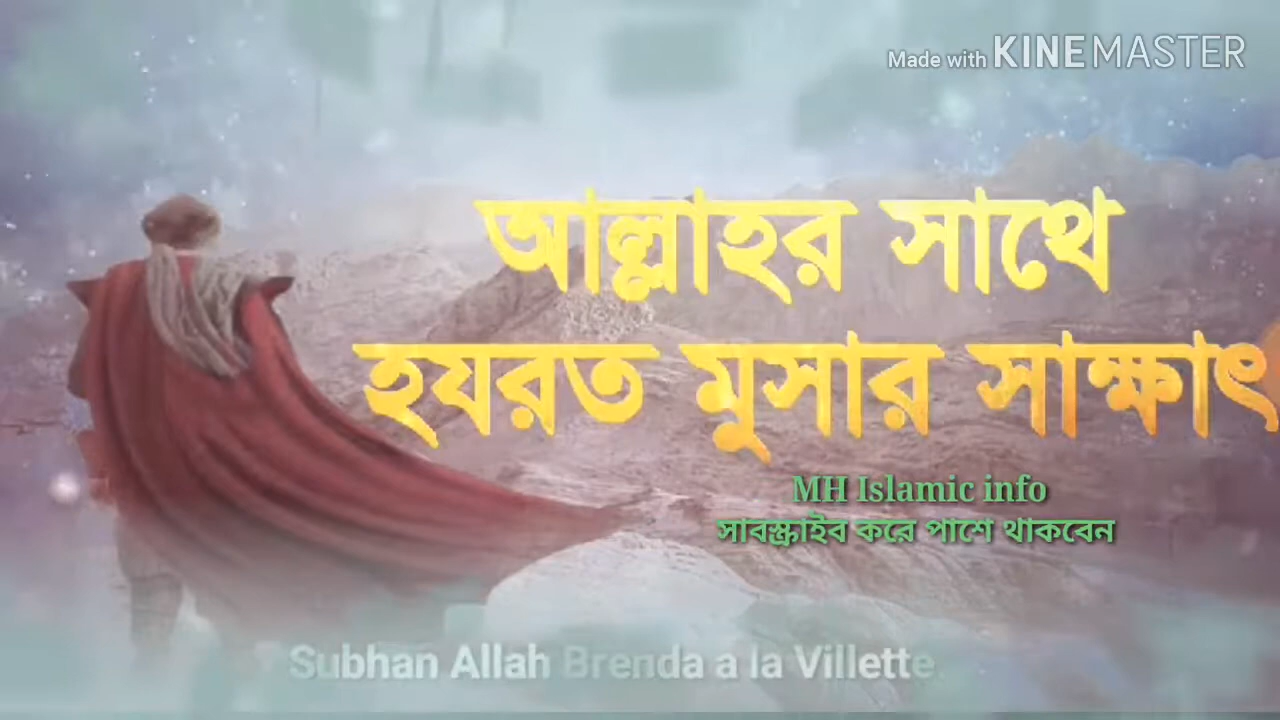 Made with KINEMASTER
আল্লাহর সাথে
হযরত মুসার সাক্ষাৎ
MH Islamic info
সাবস্ক্রাইব করে পাশে থাকবেন
Subhan Allah Brenda a la Villette.